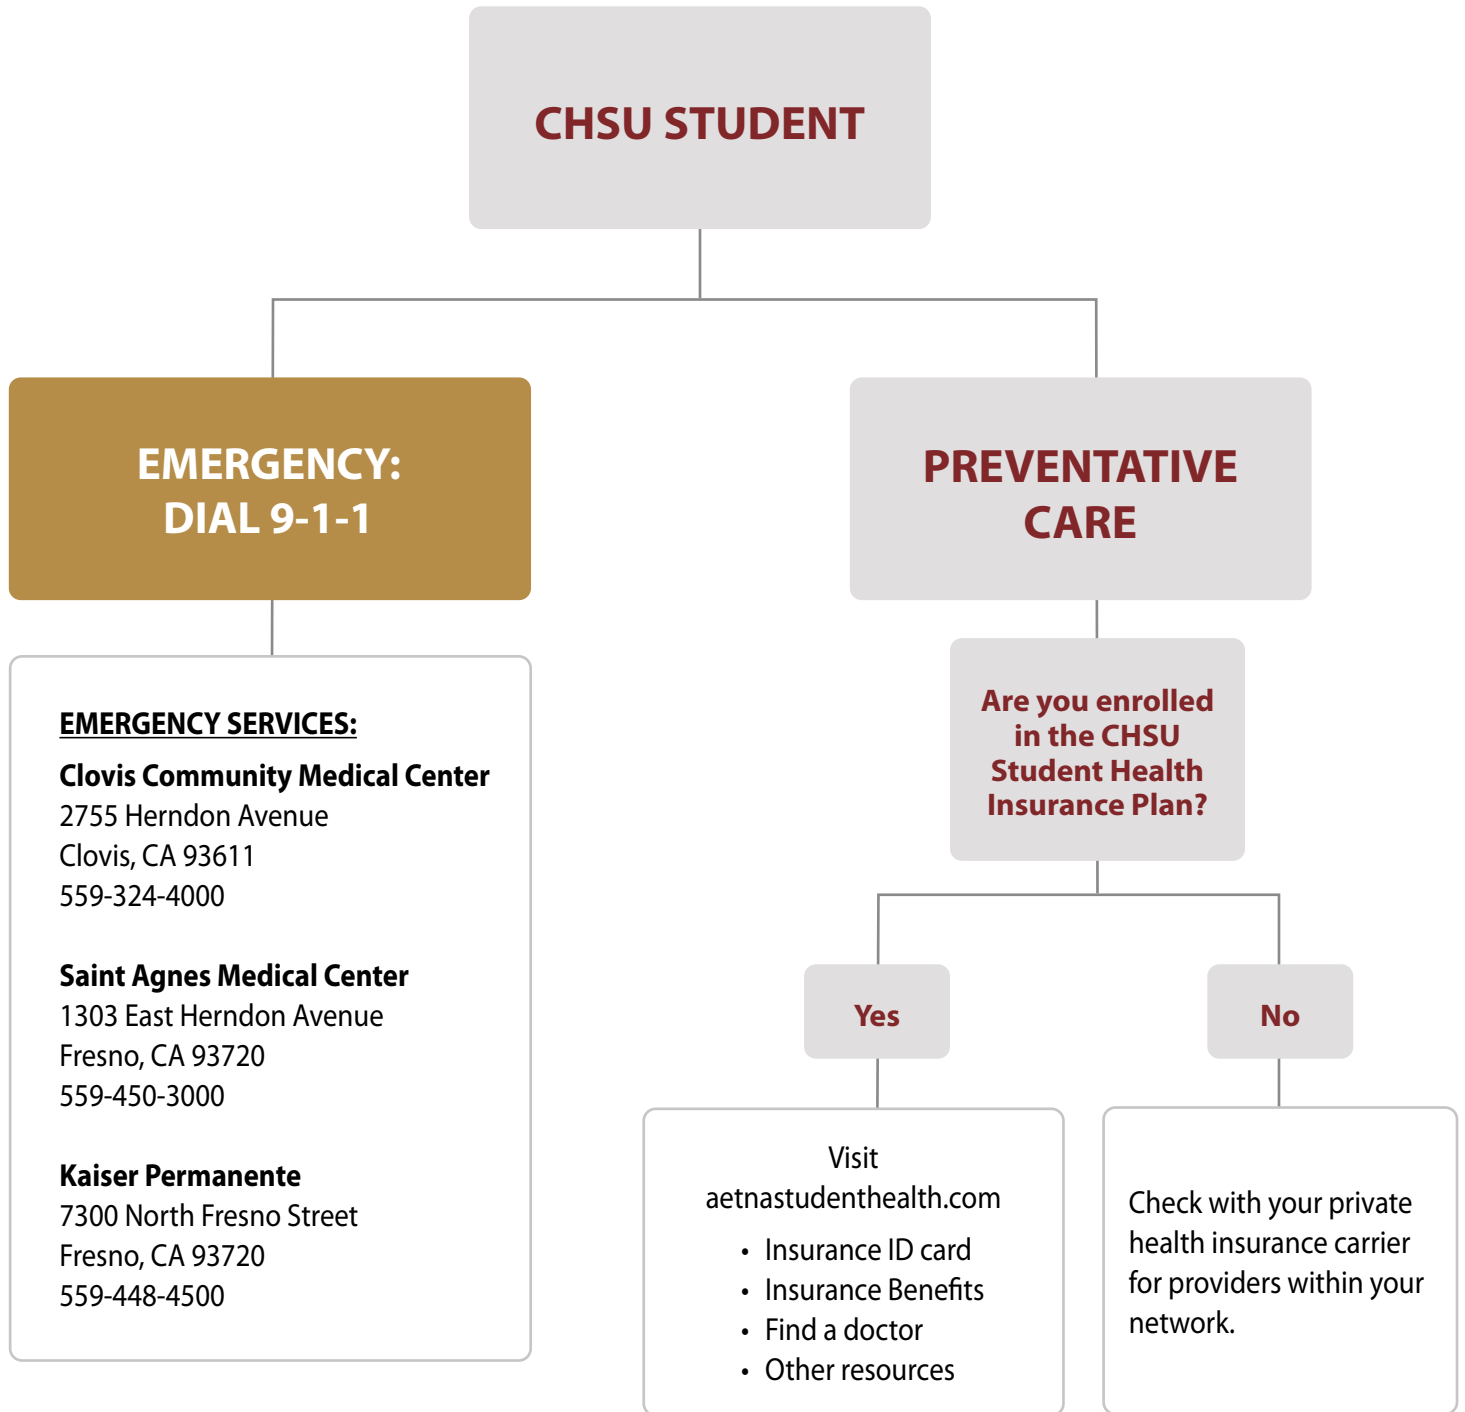 CHSU STUDENT
EMERGENCY:
DIAL 9-1-1
EMERGENCY SERVICES:
Clovis Community Medical Center
2755 Herndon Avenue
Clovis, CA 93611
559-324-4000
Saint Agnes Medical Center
1303 East Herndon Avenue
Fresno, CA 93720
559-450-3000
Kaiser Permanente
7300 North Fresno Street
Fresno, CA 93720
559-448-4500
PREVENTATIVE
CARE
Are you enrolled
in the CHSU
Student Health
Insurance Plan?
Yes
Visit
aetnastudenthealth.com
• Insurance ID card
• Insurance Benefits
• Find a doctor
• Other resources
No
Check with your private
health insurance carrier
for providers within your
network.